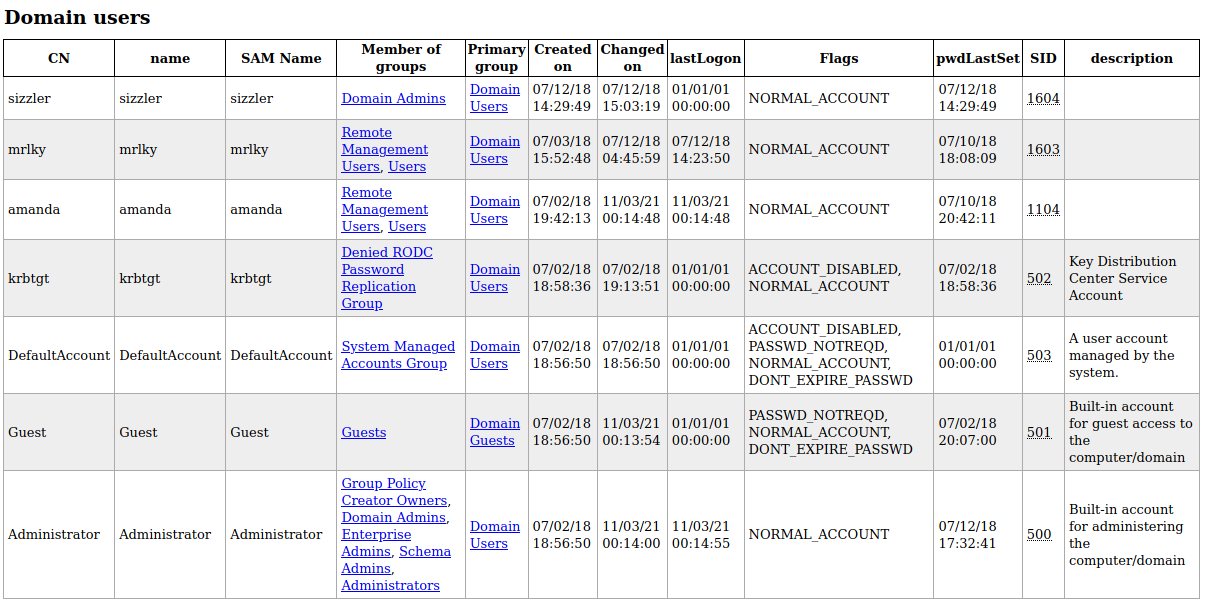 Domain users
CN name SAM Name Member of groups Primary group Created on Changed on lastLogon Flags pwdLastSet SID description
sizzler sizzler sizzler Domain Admins Domain Users 07/12/18 14:29:49 07/12/18 15:03:19 01/01/01 00:00:00 NORMAL_ACCOUNT 07/12/18 14:29:49 1604
mrlky mrlky mrlky Remote Management Users, Users Domain Users 07/03/18 15:52:48 07/12/18 04:45:59 07/12/18 14:23:50 NORMAL_ACCOUNT 07/10/18 18:08:09 1603
amanda amanda amanda Remote Management Users, Users Domain Users 07/02/18 19:42:13 11/03/21 00:14:48 11/03/21 00:14:48 NORMAL_ACCOUNT 07/10/18 20:42:11 1104
krbtgt krbtgt krbtgt Denied RODC Password Replication Group Domain Users 07/02/18 18:58:36 07/02/18 19:13:51 01/01/01 00:00:00 ACCOUNT_DISABLED, NORMAL_ACCOUNT 07/02/18 18:58:36 502 Key Distribution Center Service Account
DefaultAccount DefaultAccount DefaultAccount System Managed Accounts Group Domain Users 07/02/18 18:56:50 07/02/18 18:56:50 01/01/01 00:00:00 ACCOUNT_DISABLED, PASSWD_NOTREQD, NORMAL_ACCOUNT, DONT_EXPIRE_PASSWD 01/01/01 00:00:00 503 A user account managed by the system.
Guest Guest Guest Guests Domain Guests 07/02/18 18:56:50 11/03/21 00:13:54 01/01/01 00:00:00 PASSWD_NOTREQD, NORMAL_ACCOUNT, DONT_EXPIRE_PASSWD 07/02/18 20:07:00 501 Built-in account for guest access to the computer/domain
Administrator Administrator Administrator Group Policy Creator Owners, Domain Admins, Enterprise Admins, Schema Admins, Administrators Domain Users 07/02/18 18:56:50 11/03/21 00:14:00 11/03/21 00:14:55 NORMAL_ACCOUNT 07/12/18 17:32:41 500 Built-in account for administering the computer/domain